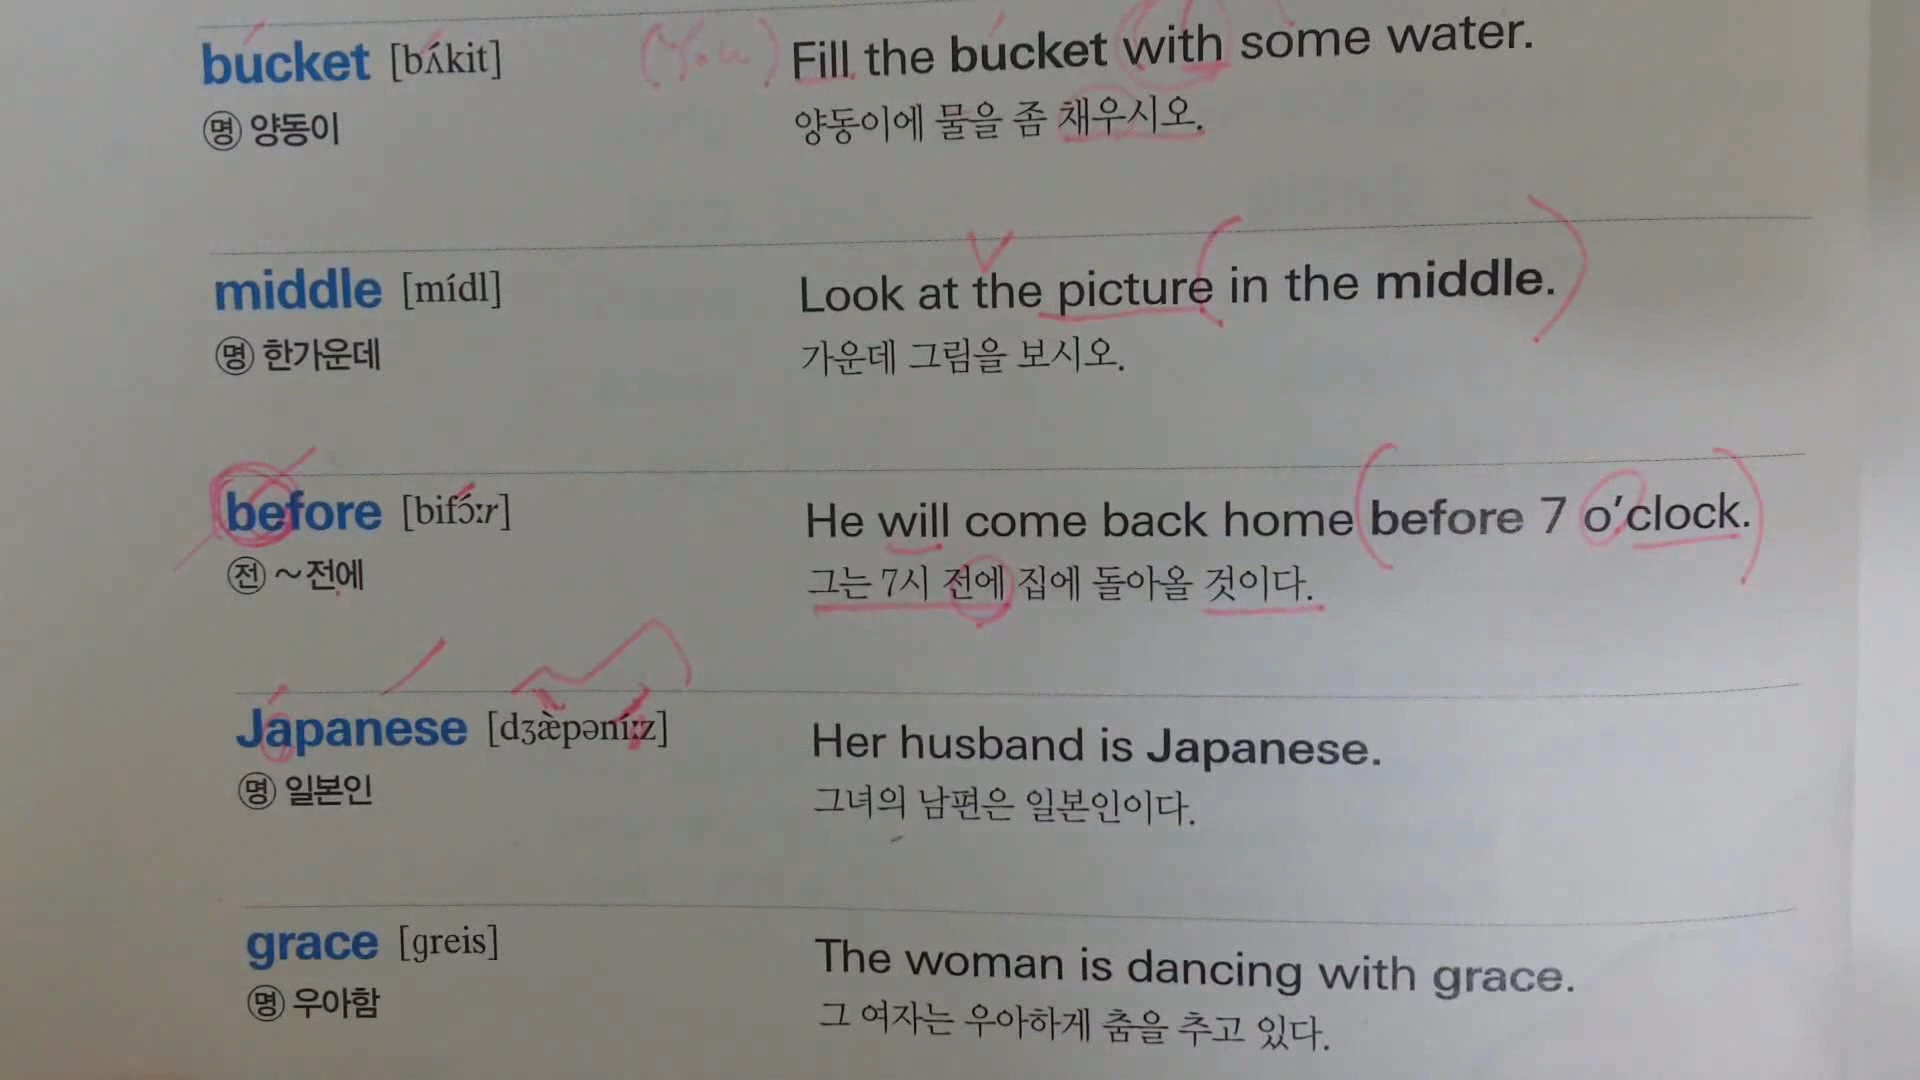 bucket [bʌ́kit] (You) Fill the bucket with some water.
명 양동이 양동이에 물을 좀 채우시오.
middle [mídl] Look at the picture in the middle.
명 한가운데 가운데 그림을 보시오.
before [bifɔ́ːr] He will come back home before 7 o'clock.
전 ~전에 그는 7시 전에 집에 돌아올 것이다.
Japanese [dʒæ̀pəníːz] Her husband is Japanese.
명 일본인 그녀의 남편은 일본인이다.
grace [greis] The woman is dancing with grace.
명 우아함 그 여자는 우아하게 춤을 추고 있다.